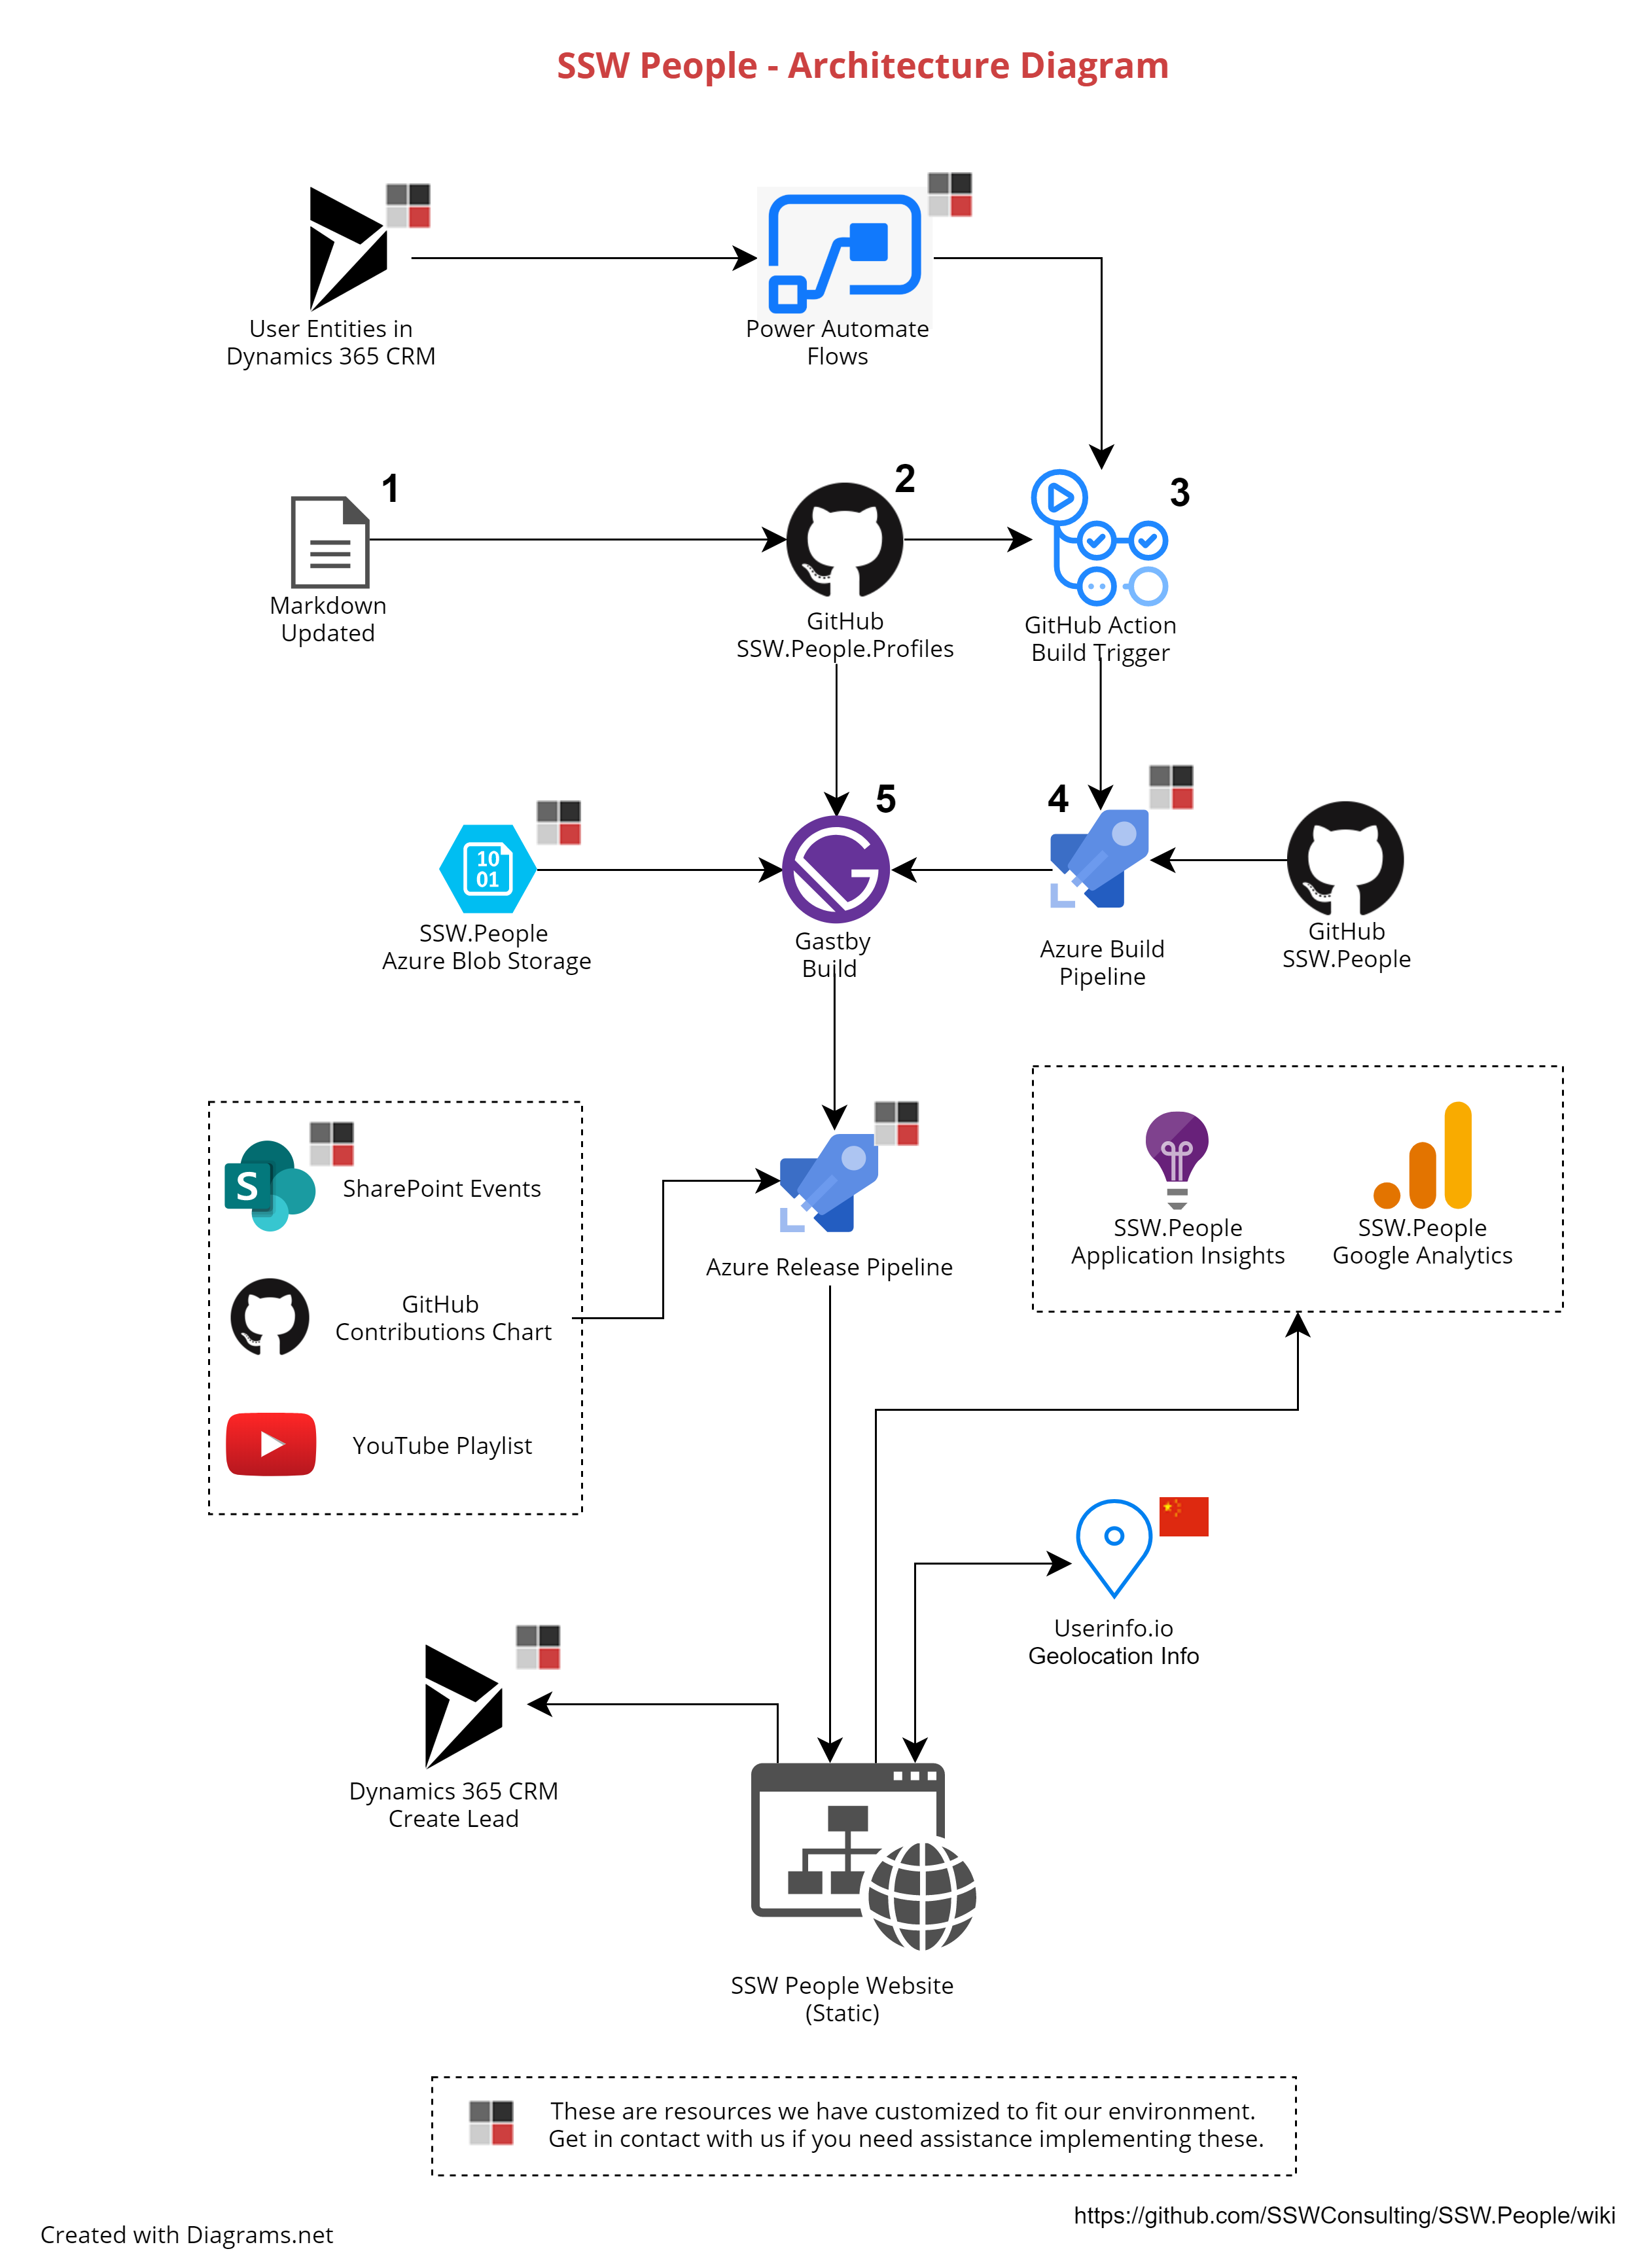 SSW People - Architecture Diagram
User Entities in
Dynamics 365 CRM
Power Automate
Flows
1
2
3
Markdown
Updated
GitHub
SSW.People.Profiles
GitHub Action
Build Trigger
5
4
10
01
SSW.People
Azure Blob Storage
Gastby
Build
Azure Build
Pipeline
GitHub
SSW.People
S
SharePoint Events
GitHub
Contributions Chart
YouTube Playlist
Azure Release Pipeline
SSW.People
Application Insights
SSW.People
Google Analytics
Userinfo.io
Geolocation Info
Dynamics 365 CRM
Create Lead
SSW People Website
(Static)
These are resources we have customized to fit our environment.
Get in contact with us if you need assistance implementing these.
https://github.com/SSWConsulting/SSW.People/wiki
Created with Diagrams.net